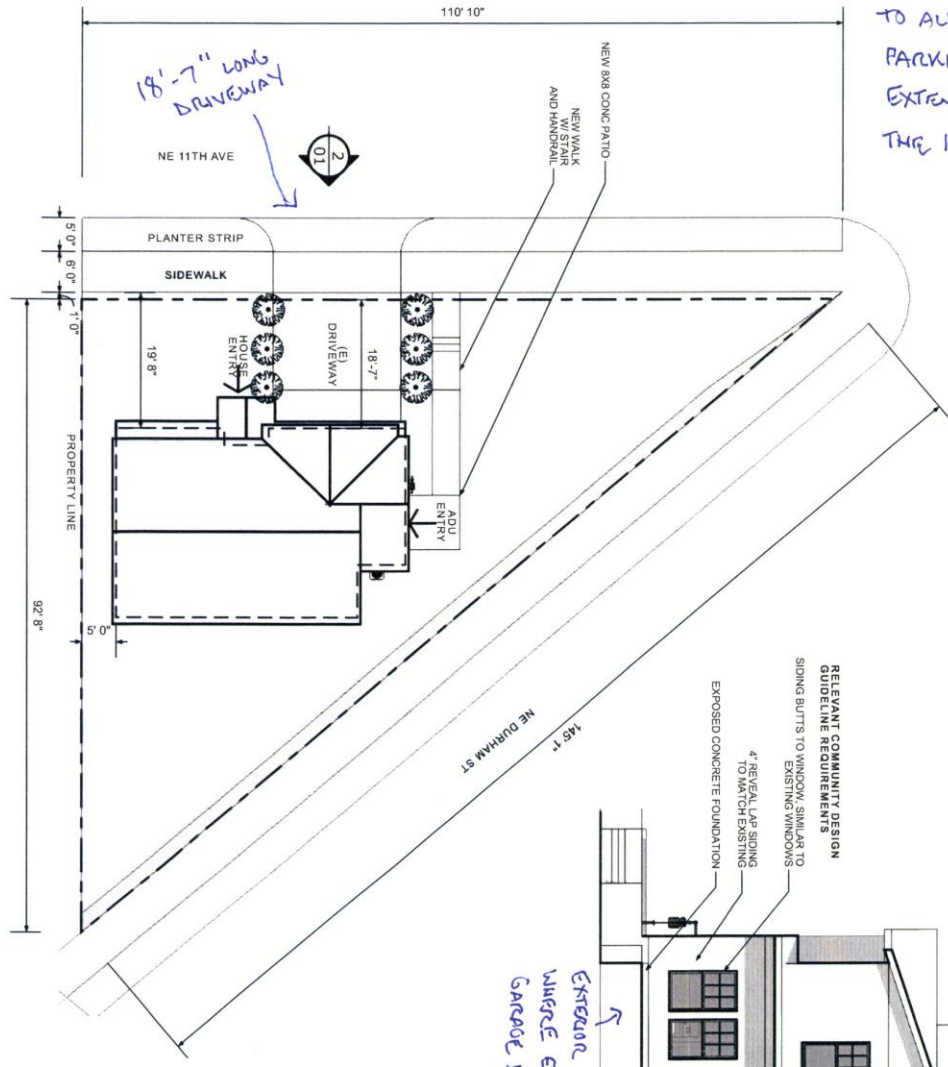 110' 10"
TO
18'-7" LONG
DRIVEWAY
NE 11TH AVE
2
01
NEW WALK
W/ STAIR
AND HANDRAIL
NEW 8X8 CONC PATIO
5' 0"
PLANTER STRIP
6' 0"
SIDEWALK
1' 0"
19' 8"
HOUSE
ENTRY
(E)
DRIVEWAY
18'-7"
ADU
ENTRY
PROPERTY LINE
5' 0"
92' 8"
NE DURHAM ST
145' 1"
RELEVANT COMMUNITY DESIGN
GUIDELINE REQUIREMENTS
SIDING BUTTS TO WINDOW, SIMILAR TO
EXISTING WINDOWS
4" REVEAL LAP SIDING
TO MATCH EXISTING
EXPOSED CONCRETE FOUNDATION
EXTERIOR
WHERE
GARAGE